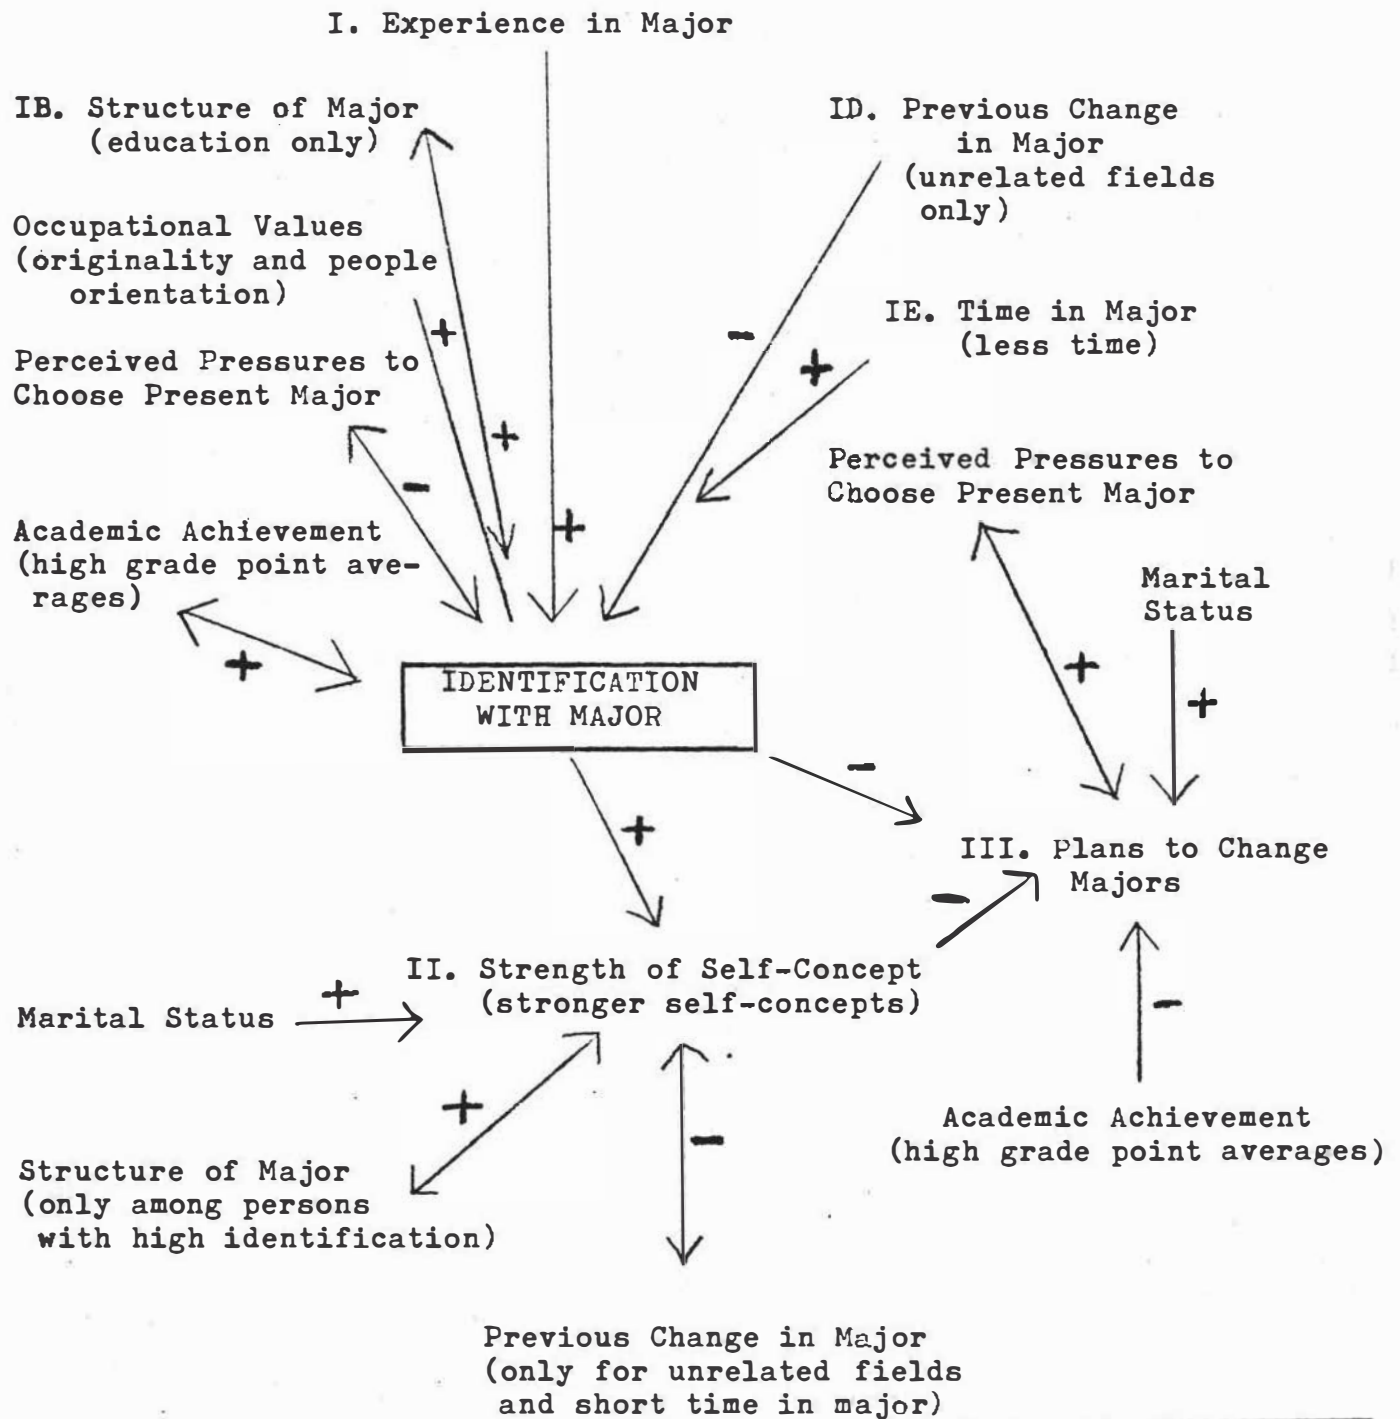 I. Experience in Major
IB. Structure of Major
(education only)
ID. Previous Change
in Major
(unrelated fields
only)
Occupational Values
(originality and people
orientation)
+
IE. Time in Major
(less time)
-
+
Perceived Pressures to
Choose Present Major
+
-
Perceived Pressures to
Choose Present Major
Academic Achievement
(high grade point ave-
rages)
+
Marital
Status
+
+
+
IDENTIFICATION
WITH MAJOR
-
+
III. Plans to Change
Majors
-
II. Strength of Self-Concept
(stronger self-concepts)
+
Marital Status
-
+
-
Academic Achievement
(high grade point averages)
Structure of Major
(only among persons
with high identification)
Previous Change in Major
(only for unrelated fields
and short time in major)